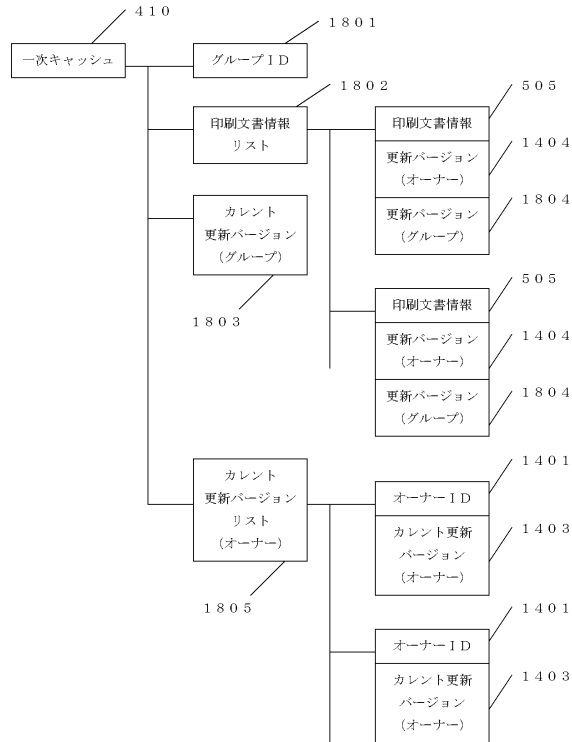 ４１０
一次キャッシュ
１８０１
グループＩＤ
１８０２
印刷文書情報
リスト
５０５
印刷文書情報
１４０４
更新バージョン
（オーナー）
１８０４
更新バージョン
（グループ）
カレント
更新バージョン
（グループ）
１８０３
５０５
印刷文書情報
１４０４
更新バージョン
（オーナー）
１８０４
更新バージョン
（グループ）
カレント
更新バージョン
リスト
（オーナー）
１８０５
１４０１
オーナーＩＤ
１４０３
カレント更新
バージョン
（オーナー）
１４０１
オーナーＩＤ
１４０３
カレント更新
バージョン
（オーナー）